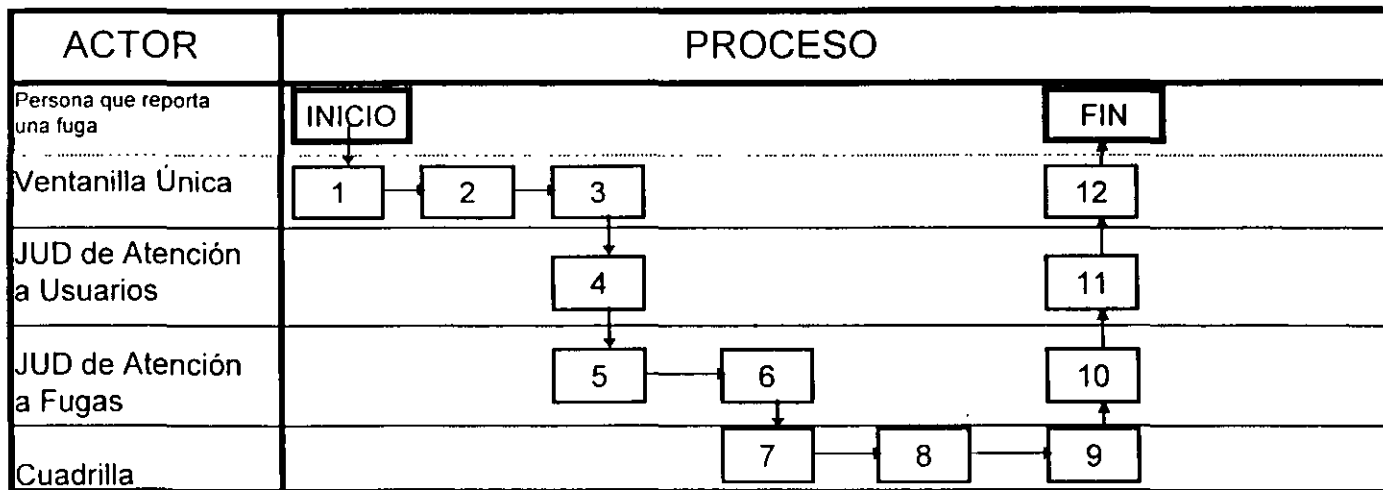 ACTOR
PROCESO
Persona que reporta
una fuga
INICIO
FIN
Ventanilla Única
1
2
3
12
JUD de Atención
a Usuarios
4
11
JUD de Atención
a Fugas
5
6
10
Cuadrilla
7
8
9